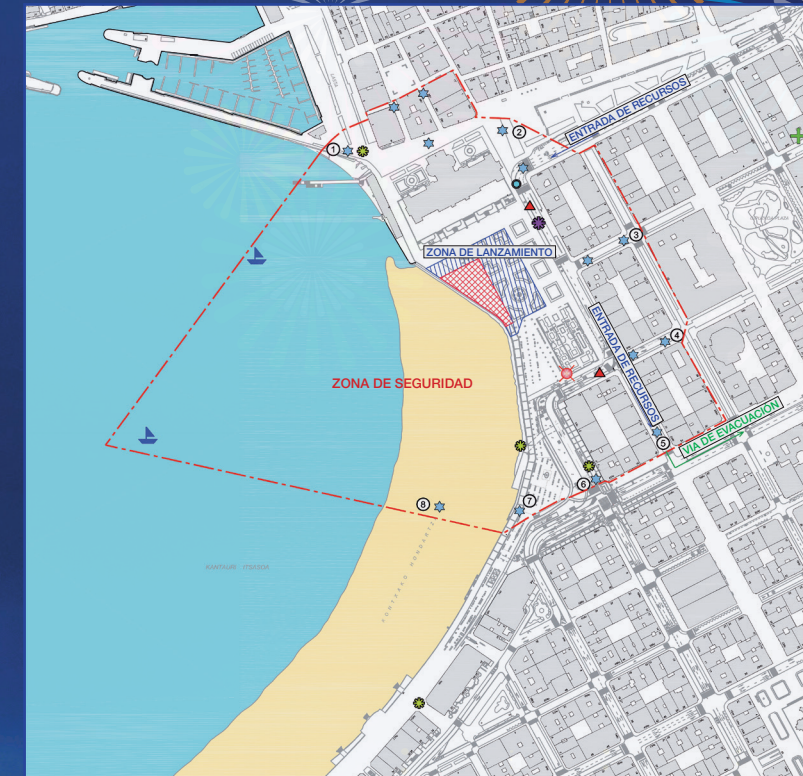 ENTRADA DE RECURSOS
1
2
3
ZONA DE LANZAMIENTO
ENTRADA DE RECURSOS
4
ZONA DE SEGURIDAD
VIA DE EVACUACION
5
6
7
8